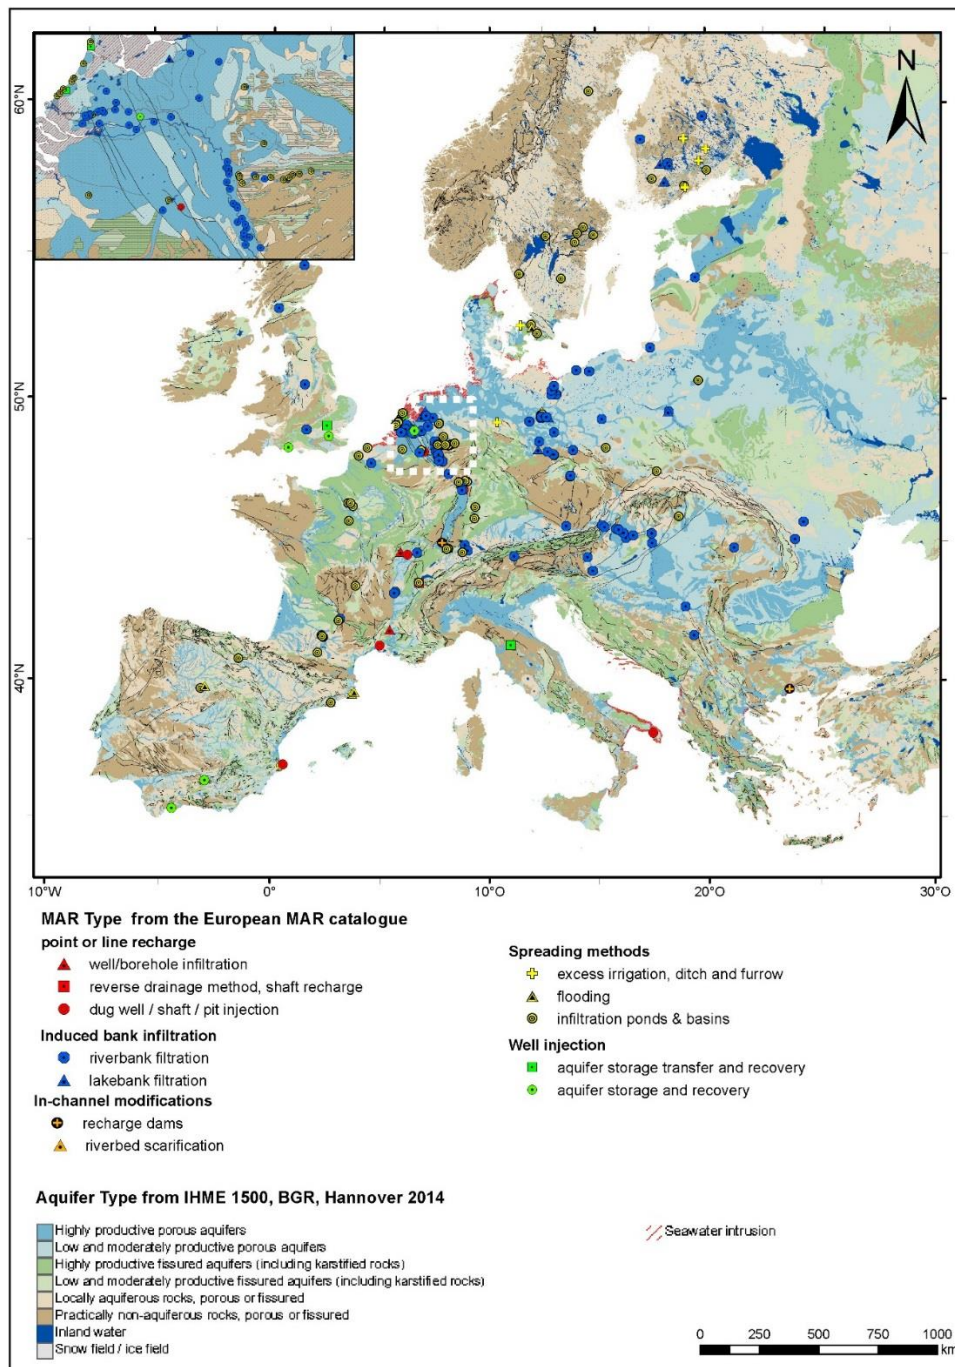 N
60°N
50°N
40°N
10°W
0°
10°E
20°E
30°E
MAR Type from the European MAR catalogue
point or line recharge
well/borehole infiltration
reverse drainage method, shaft recharge
dug well / shaft / pit injection
Induced bank infiltration
riverbank filtration
lakebank filtration
In-channel modifications
recharge dams
riverbed scarification
Spreading methods
excess irrigation, ditch and furrow
flooding
infiltration ponds & basins
Well injection
aquifer storage transfer and recovery
aquifer storage and recovery
Aquifer Type from IHME 1500, BGR, Hannover 2014
Highly productive porous aquifers
Low and moderately productive porous aquifers
Highly productive fissured aquifers (including karstified rocks)
Low and moderately productive fissured aquifers (including karstified rocks)
Locally aquiferous rocks, porous or fissured
Practically non-aquiferous rocks, porous or fissured
Inland water
Snow field / ice field
Seawater intrusion
0 250 500 750 1000
km